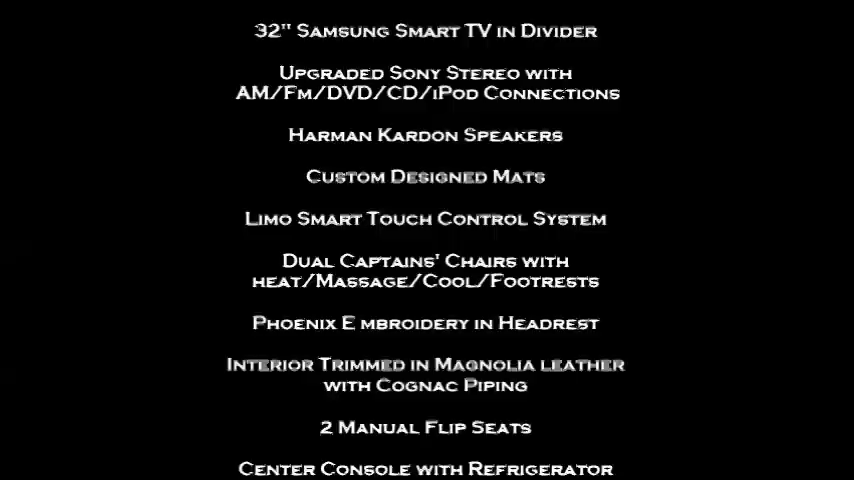 32" Samsung Smart TV in Divider
Upgraded Sony Stereo with
AM/Fm/DVD/CD/iPod Connections
Harman Kardon Speakers
Custom Designed Mats
Limo Smart Touch Control System
Dual Captains' Chairs with
heat/Massage/Cool/Footrests
Phoenix E mbroidery in Headrest
Interior Trimmed in Magnolia leather
with Cognac Piping
2 Manual Flip Seats
Center Console with Refrigerator